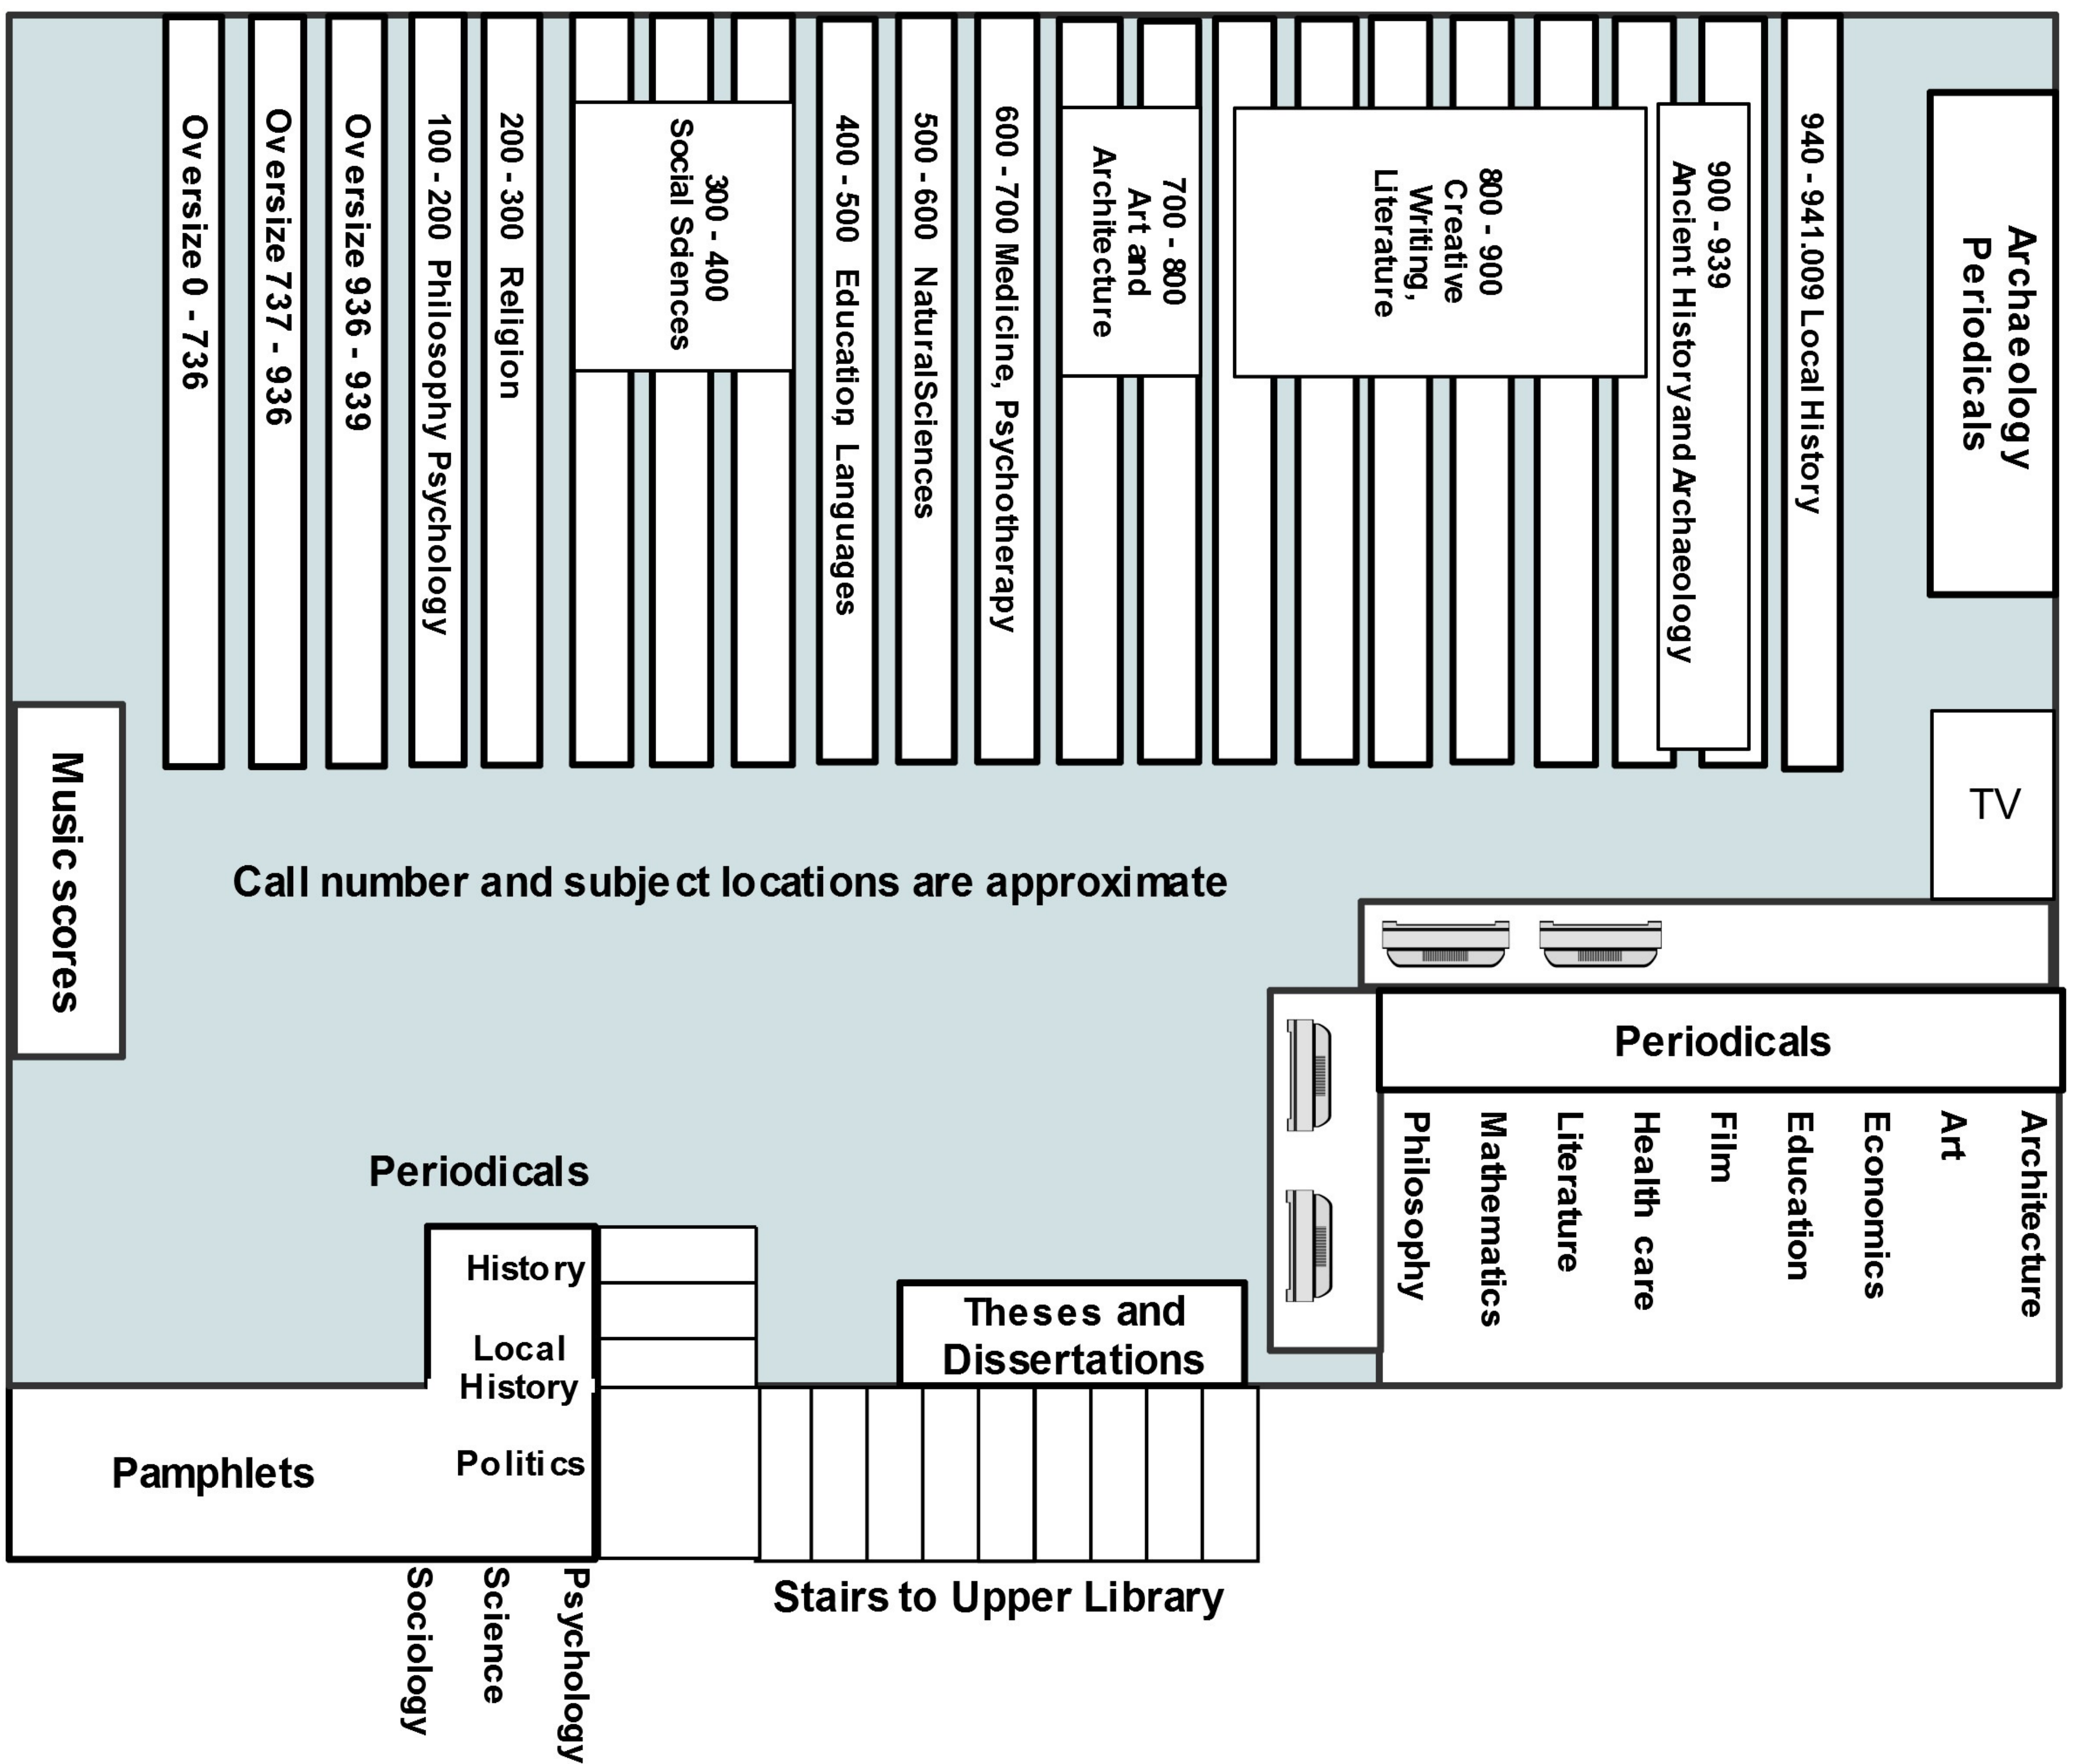 Oversize 0 - 736
Oversize 737 - 936
Oversize 936 - 939
100 - 200 Philosophy Psychology
200 - 300 Religion
300 - 400
Social Sciences
400 - 500 Education, Languages
500 - 600 Natural Sciences
600 - 700 Medicine, Psychotherapy
700 - 800
Art and
Architecture
800 - 900
Creative
Writing,
Literature
900 - 939
Ancient History and Archaeology
940 - 941.009 Local History
Archaeology
Periodicals
Music scores
TV
Call number and subject locations are approximate
Periodicals
Philosophy
Mathematics
Literature
Health care
Film
Education
Economics
Art
Architecture
Periodicals
History
Local
History
Politics
Theses and
Dissertations
Pamphlets
Sociology
Science
Psychology
Stairs to Upper Library